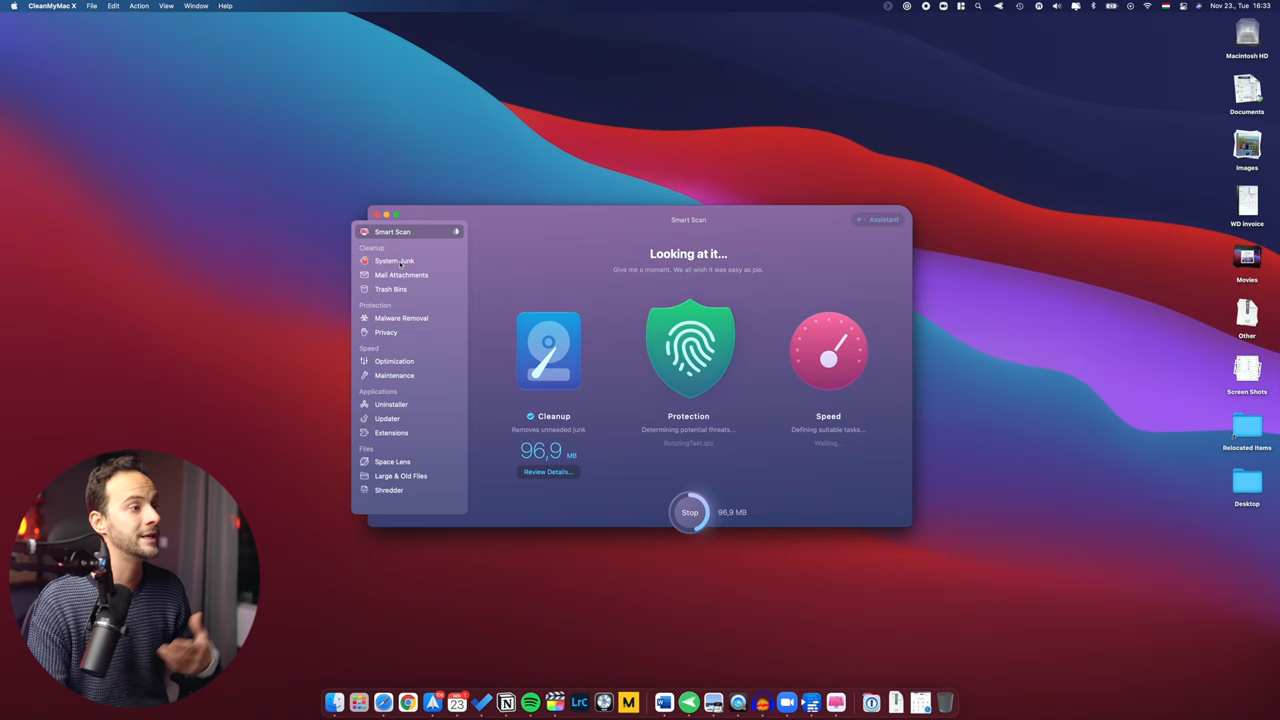 CleanMyMac X File Edit Action View Window Help
Nov 23., Tue 16:33
Macintosh HD
Documents
Images
WD invoice
Movies
Other
Screen Shots
Relocated Items
Desktop
Smart Scan
Cleanup
System Junk
Mail Attachments
Trash Bins
Protection
Malware Removal
Privacy
Speed
Optimization
Maintenance
Applications
Uninstaller
Updater
Extensions
Files
Space Lens
Large & Old Files
Shredder
Smart Scan
Assistant
Looking at it...
Give me a moment. We all wish it was easy as pie.
Cleanup
Removes unneeded junk
96,9 MB
Review Details...
Protection
Determining potential threats...
RotatingText.qtz
Speed
Defining suitable tasks...
Waiting...
Stop
96,9 MB
23
LrC
M